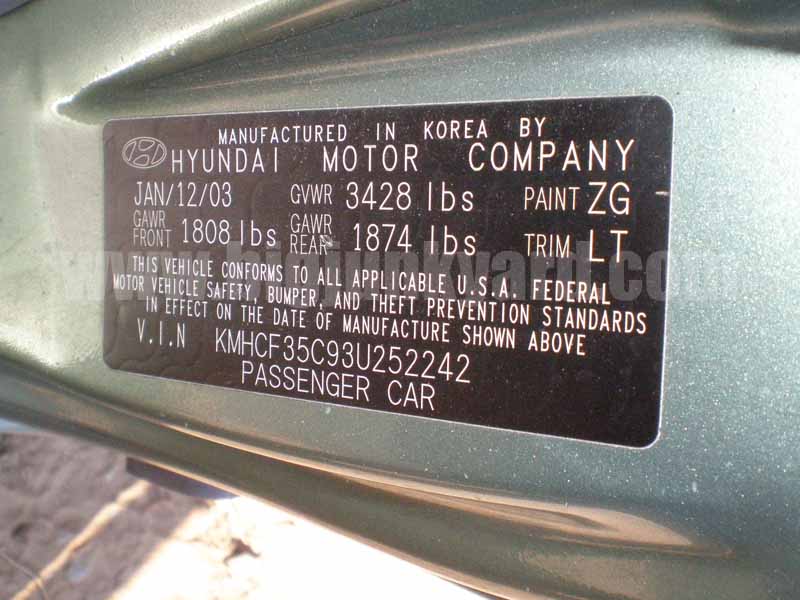 MANUFACTURED IN KOREA BY
HYUNDAI MOTOR COMPANY
JAN/12/03 GVWR 3428 lbs PAINT ZG
GAWR FRONT 1808 lbs GAWR REAR 1874 lbs TRIM LT
THIS VEHICLE CONFORMS TO ALL APPLICABLE U.S.A. FEDERAL
MOTOR VEHICLE SAFETY, BUMPER, AND THEFT PREVENTION STANDARDS
IN EFFECT ON THE DATE OF MANUFACTURE SHOWN ABOVE
V.I.N KMHCF35C93U252242
PASSENGER CAR